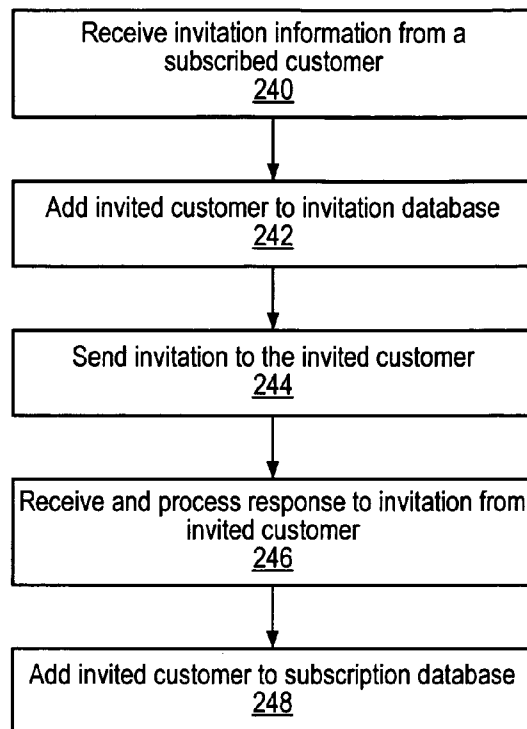 Receive invitation information from a
subscribed customer
240
Add invited customer to invitation database
242
Send invitation to the invited customer
244
Receive and process response to invitation from
invited customer
246
Add invited customer to subscription database
248